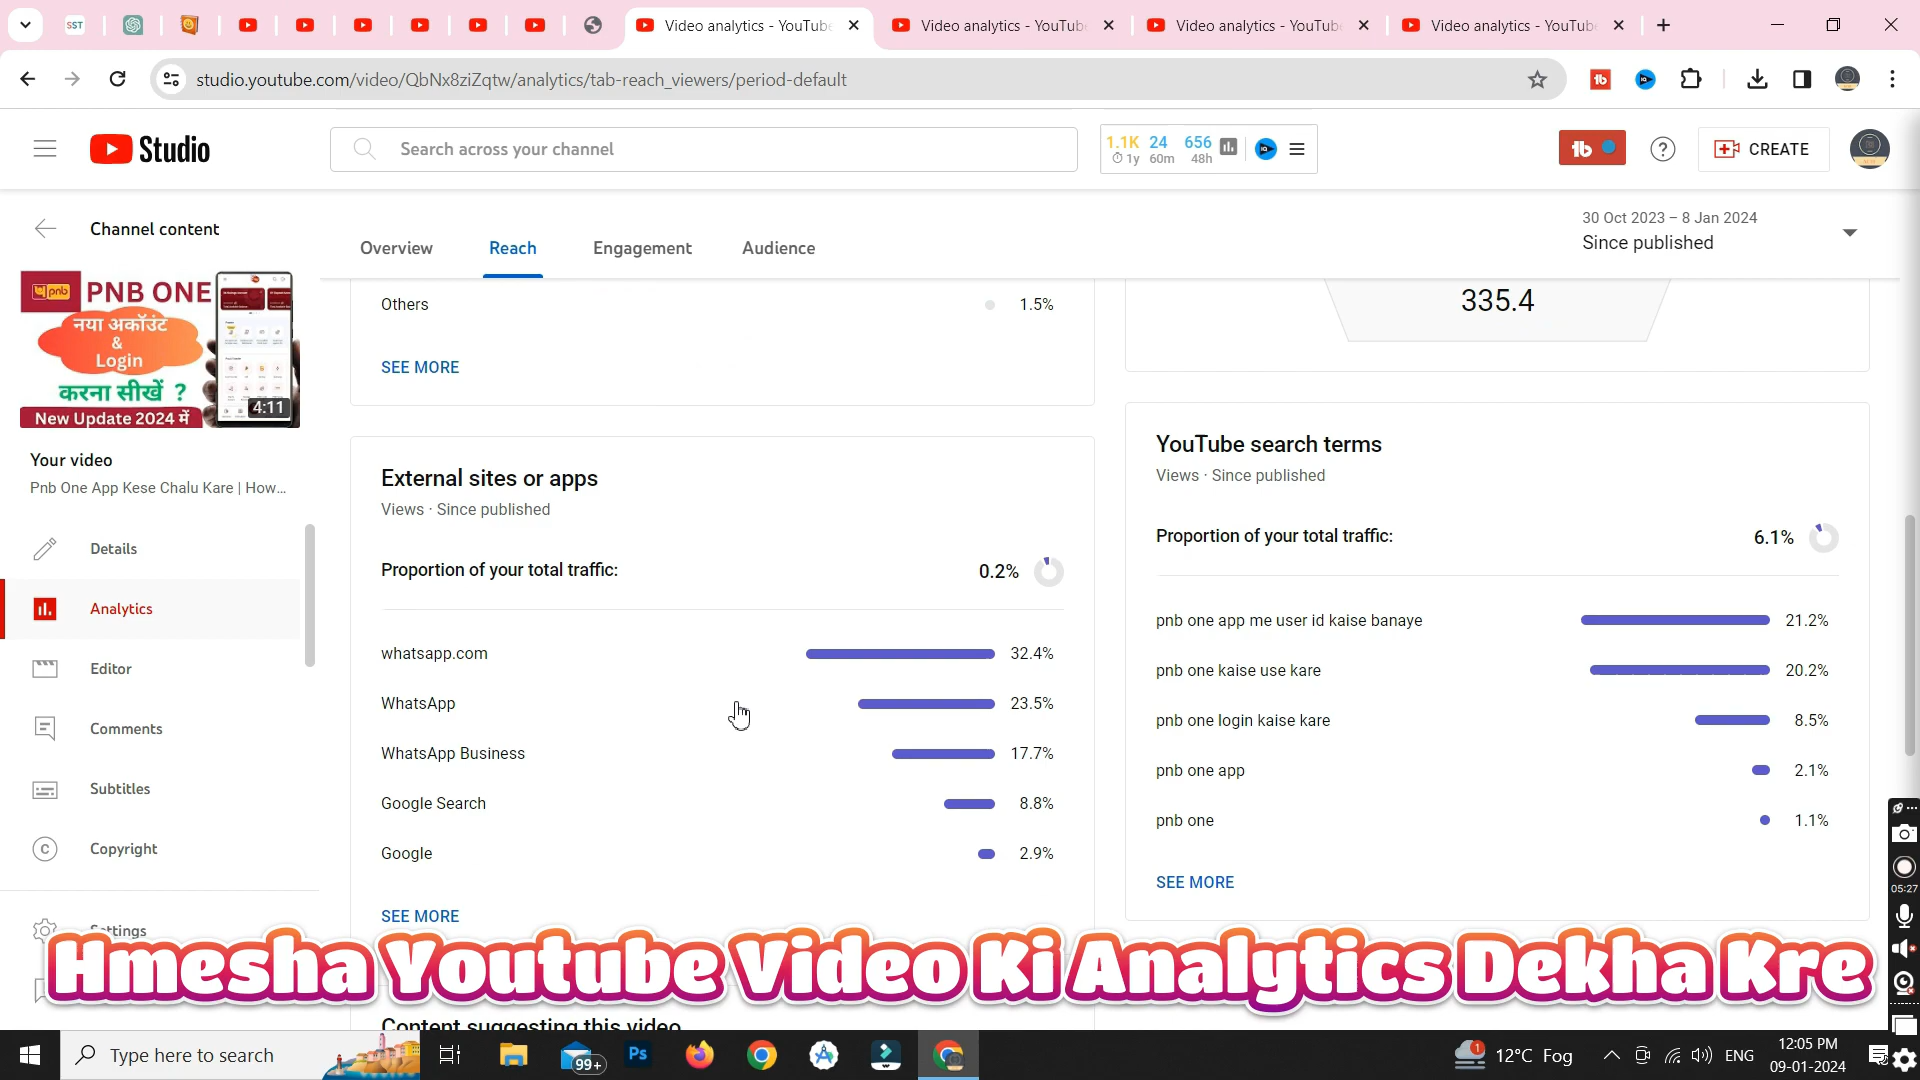 SST
Video analytics - YouTube
Video analytics - YouTube
Video analytics - YouTube
Video analytics - YouTube
studio.youtube.com/video/QbNx8ziZqtw/analytics/tab-reach_viewers/period-default
Studio
Search across your channel
1.1K 24 656
1y 60m 48h
CREATE
Channel content
Overview
Reach
Engagement
Audience
30 Oct 2023 – 8 Jan 2024
Since published
pnb PNB ONE
नया अकॉउंट
&
Login
करना सीखें ?
4:11
New Update 2024 में
Your video
Pnb One App Kese Chalu Kare | How...
Details
Analytics
Editor
Comments
Subtitles
Copyright
Settings
Others 1.5%
SEE MORE
335.4
External sites or apps
Views · Since published
Proportion of your total traffic: 0.2%
whatsapp.com 32.4%
WhatsApp 23.5%
WhatsApp Business 17.7%
Google Search 8.8%
Google 2.9%
SEE MORE
YouTube search terms
Views · Since published
Proportion of your total traffic: 6.1%
pnb one app me user id kaise banaye 21.2%
pnb one kaise use kare 20.2%
pnb one login kaise kare 8.5%
pnb one app 2.1%
pnb one 1.1%
SEE MORE
05:27
Hmesha Youtube Video Ki Analytics Dekha Kre
Content suggesting this video
Type here to search
99+
Ps
1
12°C Fog
ENG
12:05 PM
09-01-2024